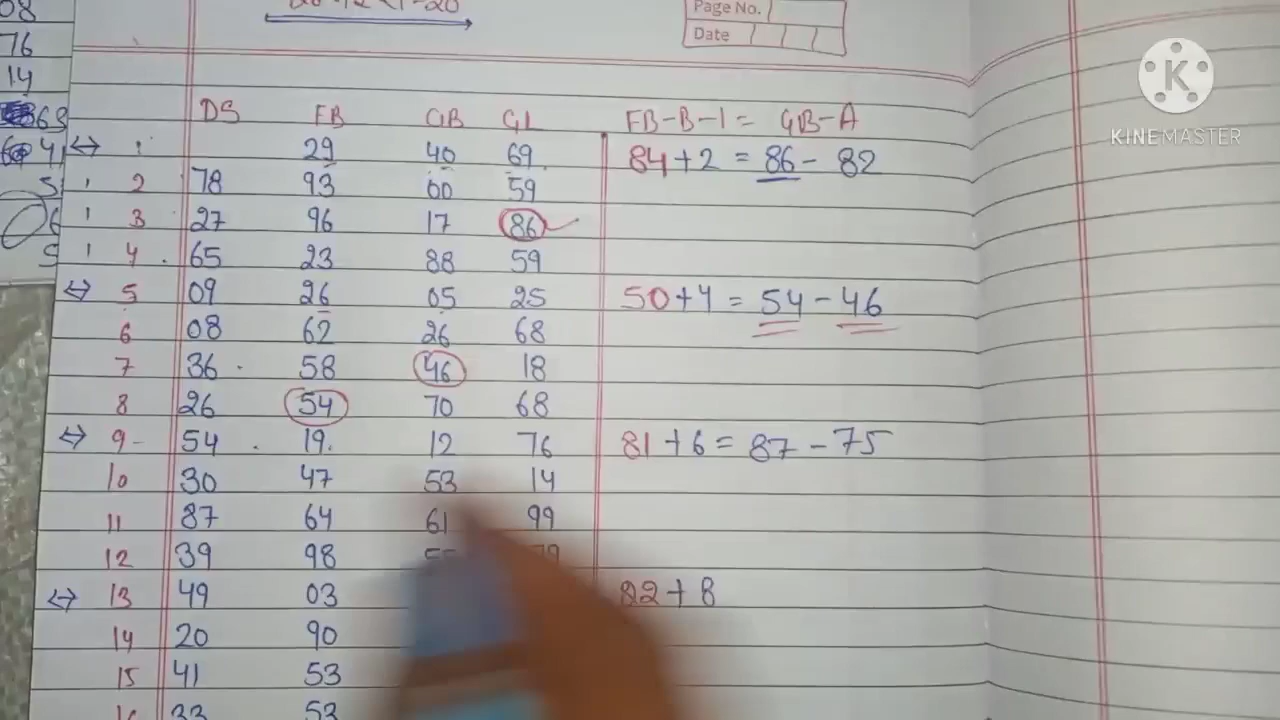 08
76
14
Page No.
Date
KINEMASTER
DS FB GB GL FB-B-1= GB-A
↔ 1 29 40 69 84+2 = 86- 82
2 78 93 60 59
3 27 96 17 86
4 65 23 88 59
↔ 5 09 26 05 25 50+4 = 54-46
6 08 62 26 68
7 36 58 46 18
8 26 54 70 68
↔ 9- 54 19 12 76 81+6= 87-75
10 30 47 53 14
11 87 64 61 99
12 39 98
↔ 13 49 03 82+8
14 20 90
15 41 53
33 53